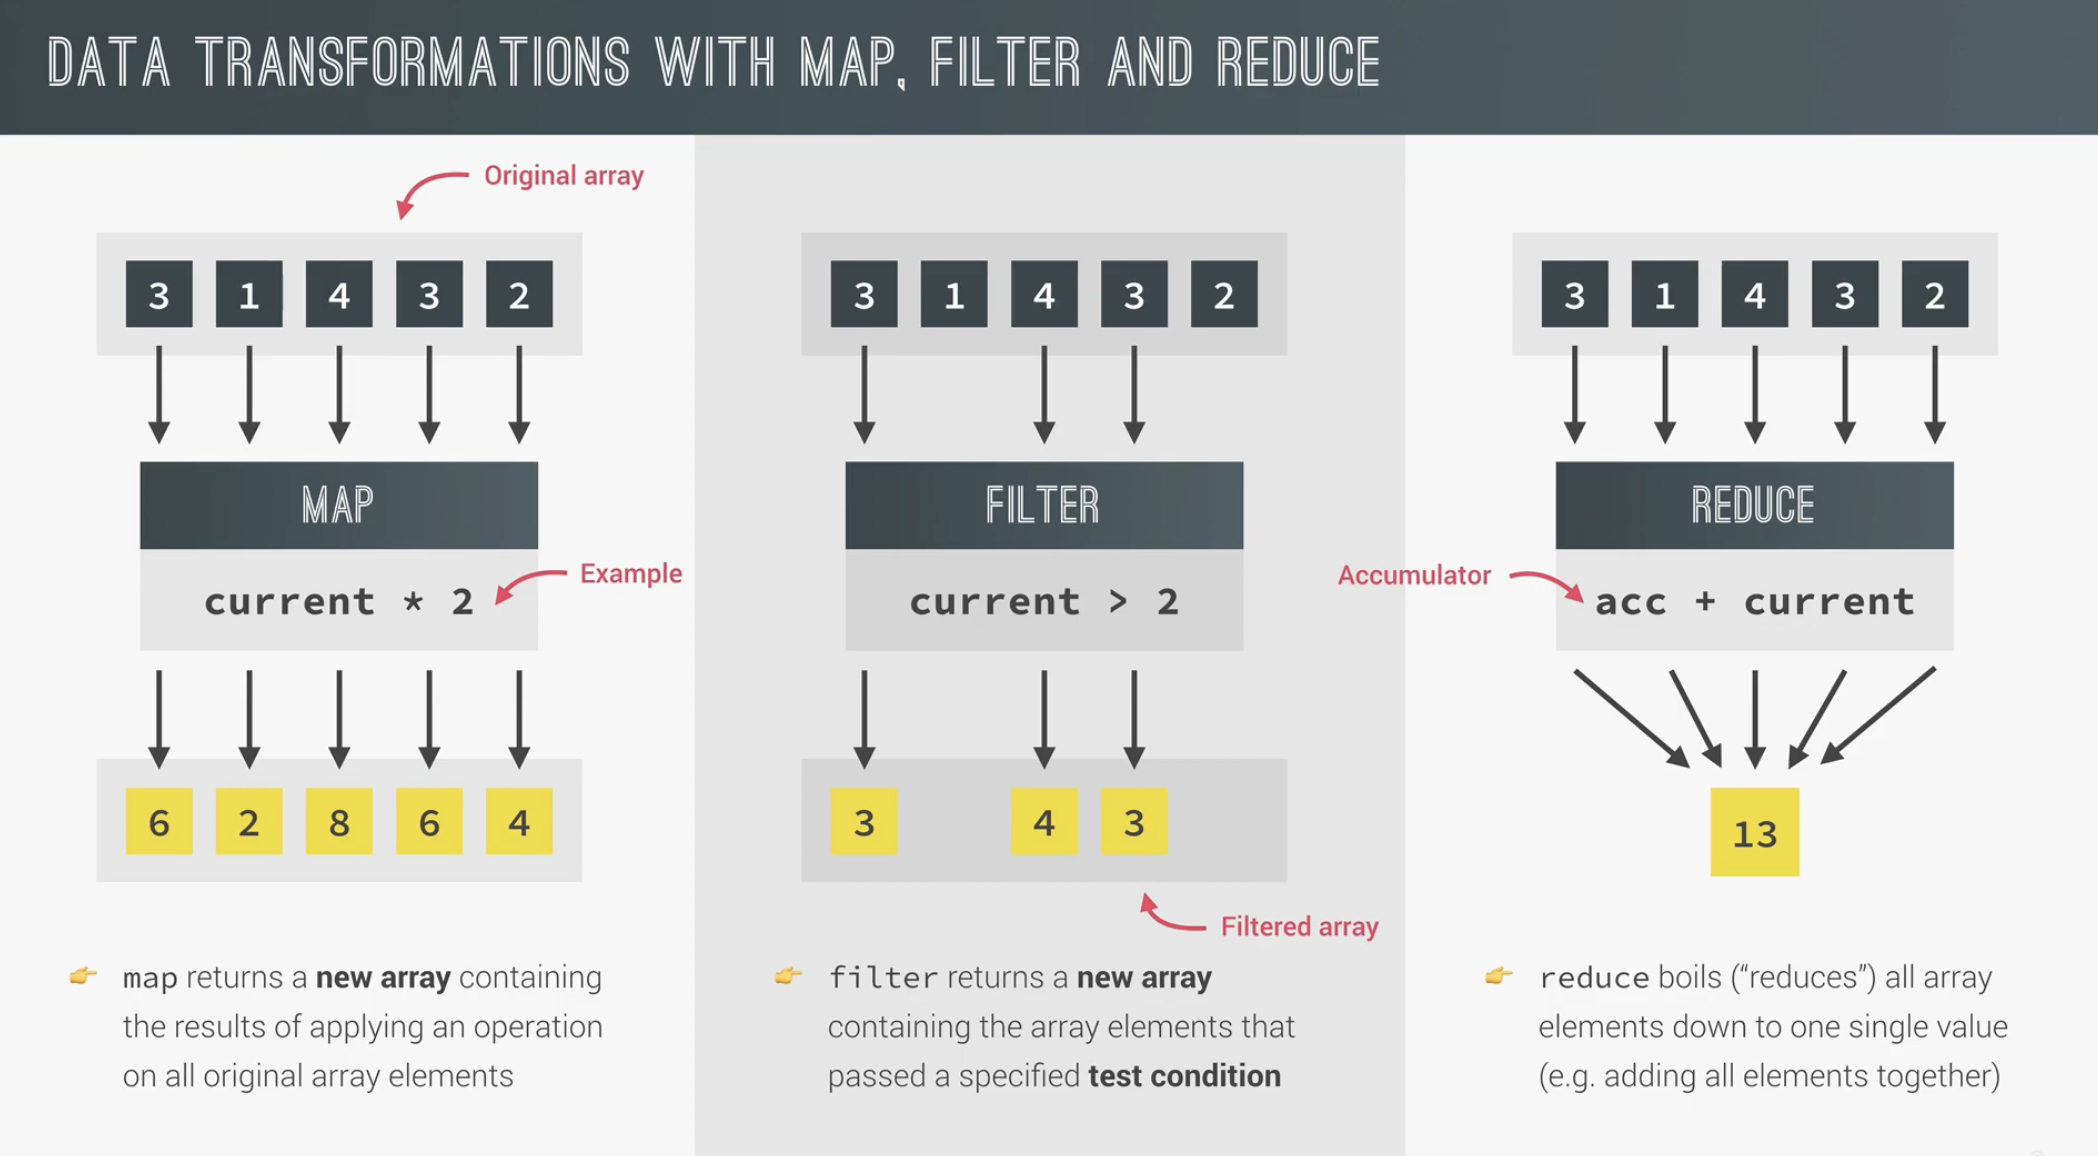 DATA TRANSFORMATIONS WITH MAP, FILTER AND REDUCE
Original array
3 1 4 3 2
MAP
current * 2
Example
6 2 8 6 4
👉 map returns a new array containing
the results of applying an operation
on all original array elements
3 1 4 3 2
FILTER
current > 2
3 4 3
Filtered array
👉 filter returns a new array
containing the array elements that
passed a specified test condition
3 1 4 3 2
REDUCE
Accumulator
acc + current
13
👉 reduce boils (“reduces”) all array
elements down to one single value
(e.g. adding all elements together)